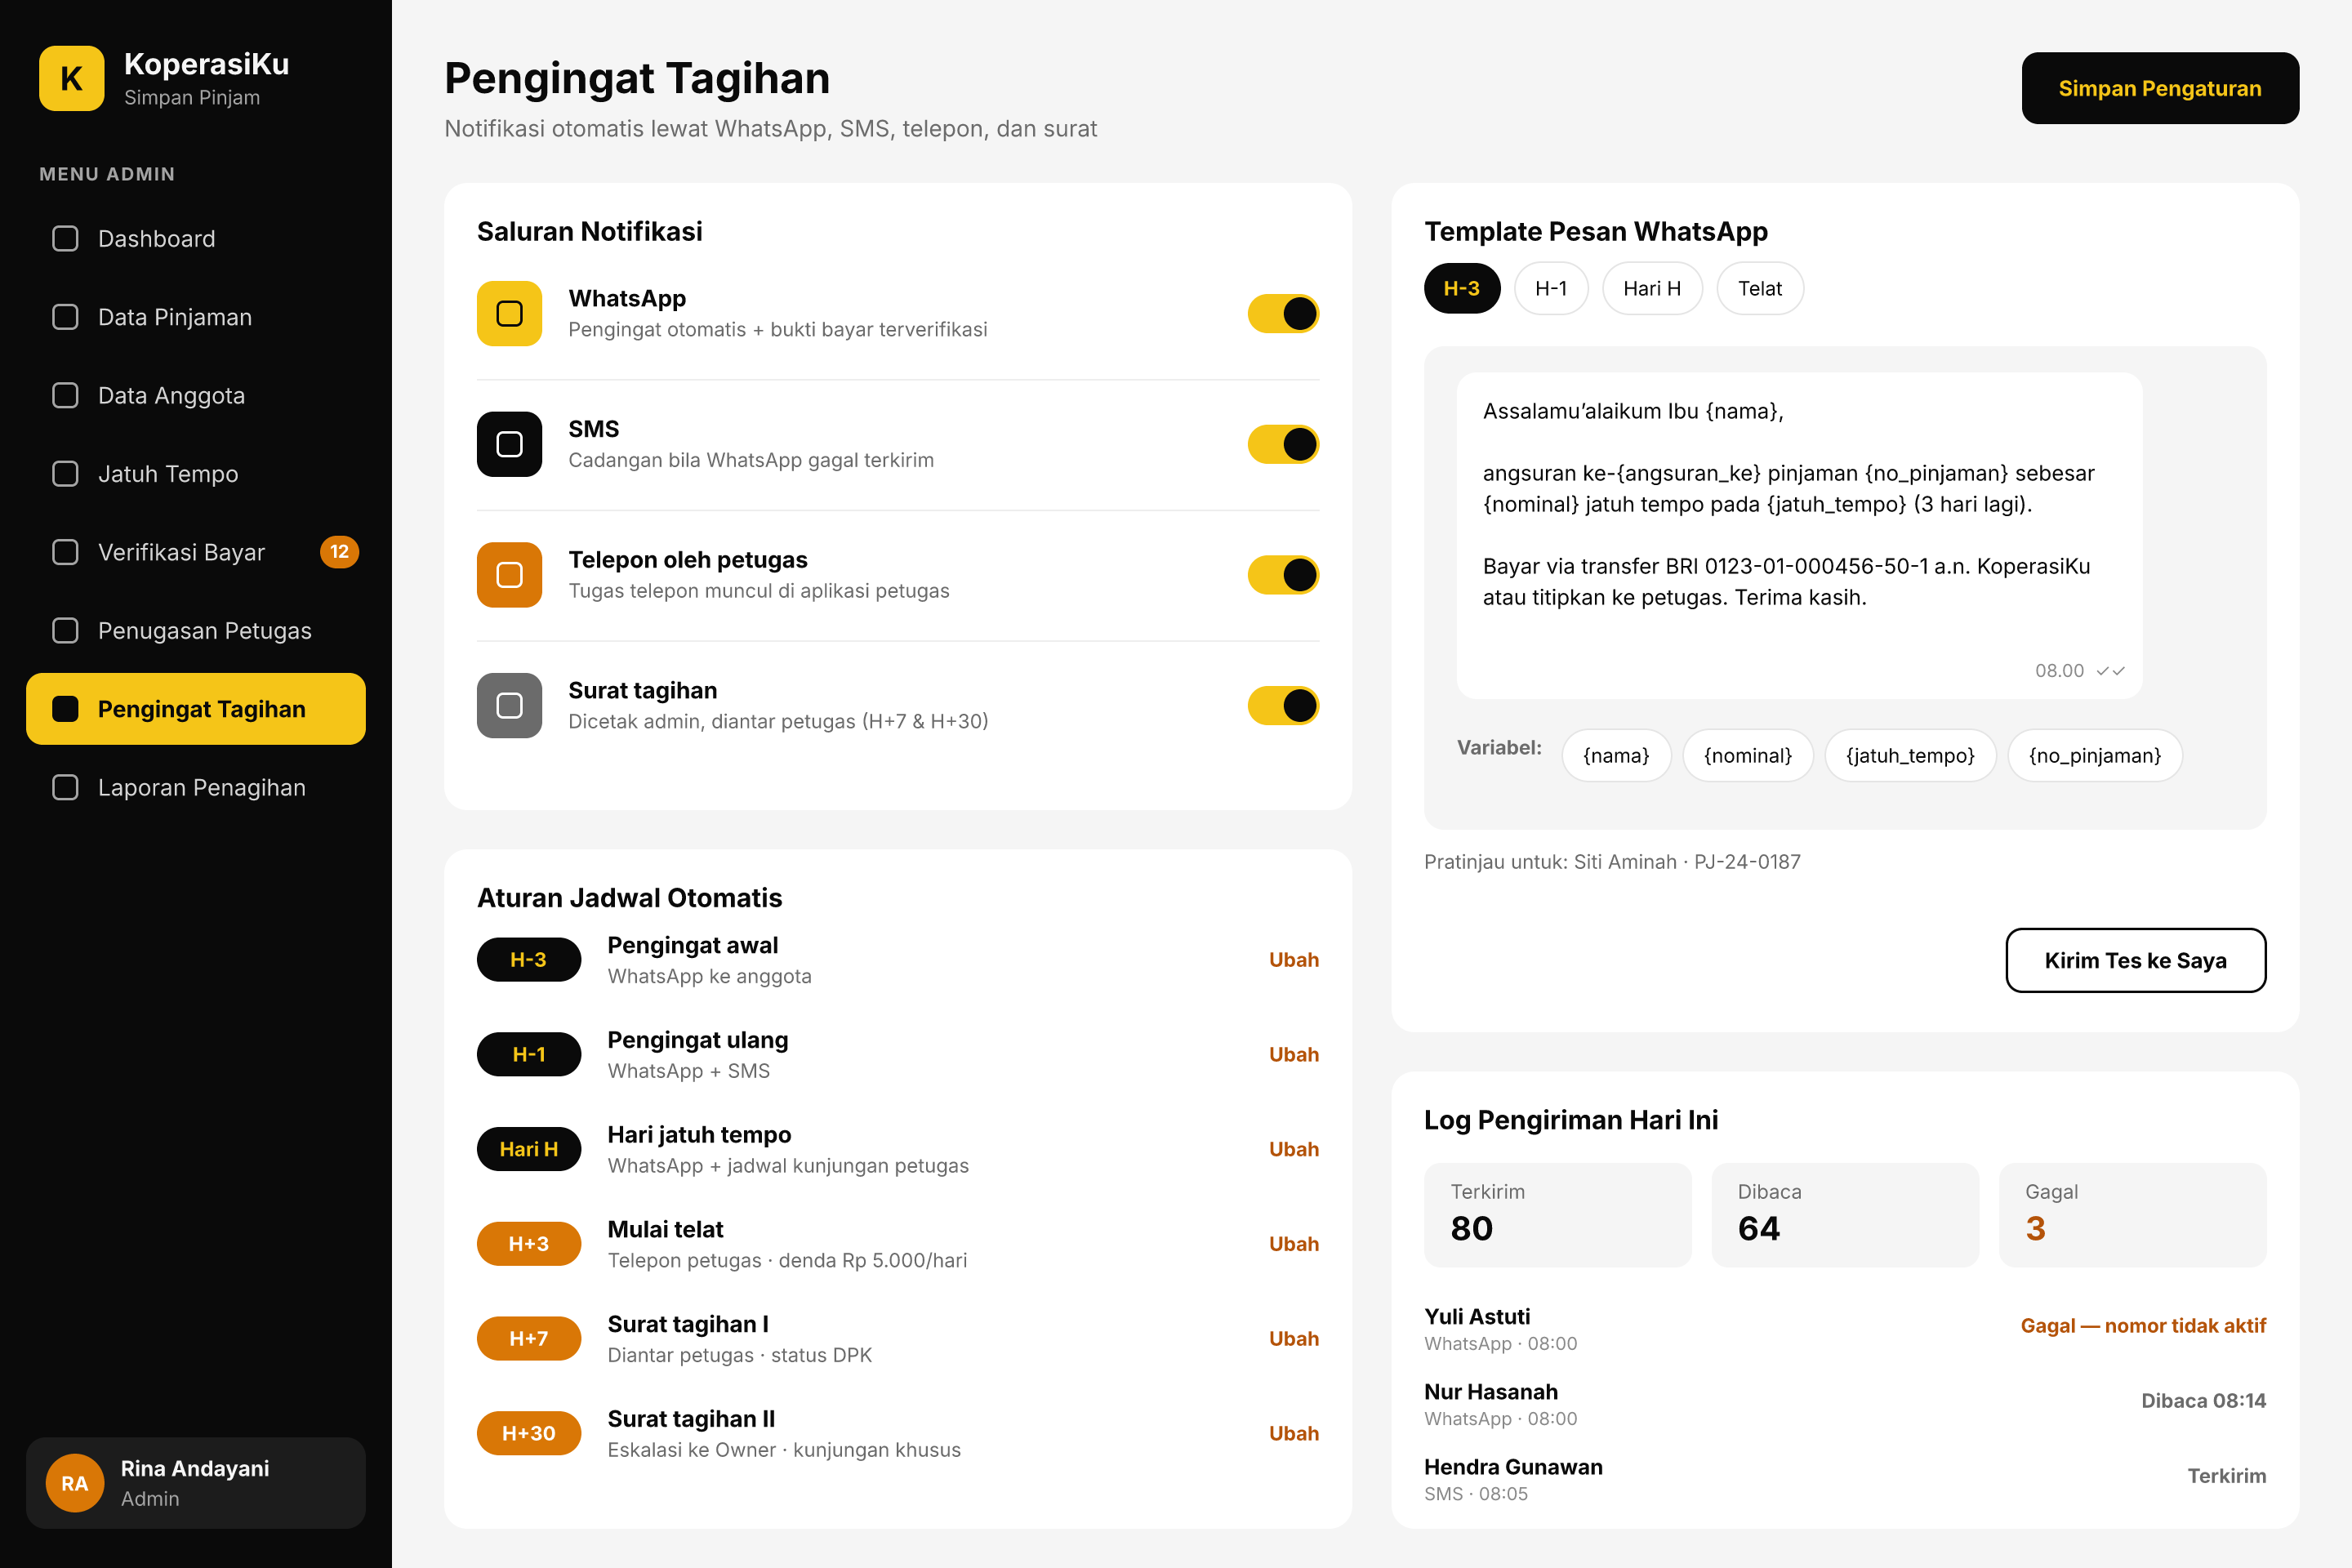 K
KoperasiKu
Simpan Pinjam
MENU ADMIN
Dashboard
Data Pinjaman
Data Anggota
Jatuh Tempo
Verifikasi Bayar
12
Penugasan Petugas
Pengingat Tagihan
Laporan Penagihan
RA
Rina Andayani
Admin
Pengingat Tagihan
Notifikasi otomatis lewat WhatsApp, SMS, telepon, dan surat
Simpan Pengaturan
Saluran Notifikasi
WhatsApp
Pengingat otomatis + bukti bayar terverifikasi
SMS
Cadangan bila WhatsApp gagal terkirim
Telepon oleh petugas
Tugas telepon muncul di aplikasi petugas
Surat tagihan
Dicetak admin, diantar petugas (H+7 & H+30)
Aturan Jadwal Otomatis
H-3
Pengingat awal
WhatsApp ke anggota
Ubah
H-1
Pengingat ulang
WhatsApp + SMS
Ubah
Hari H
Hari jatuh tempo
WhatsApp + jadwal kunjungan petugas
Ubah
H+3
Mulai telat
Telepon petugas · denda Rp 5.000/hari
Ubah
H+7
Surat tagihan I
Diantar petugas · status DPK
Ubah
H+30
Surat tagihan II
Eskalasi ke Owner · kunjungan khusus
Ubah
Template Pesan WhatsApp
H-3
H-1
Hari H
Telat
Assalamu’alaikum Ibu {nama},
angsuran ke-{angsuran_ke} pinjaman {no_pinjaman} sebesar
{nominal} jatuh tempo pada {jatuh_tempo} (3 hari lagi).
Bayar via transfer BRI 0123-01-000456-50-1 a.n. KoperasiKu
atau titipkan ke petugas. Terima kasih.
08.00 ✓✓
Variabel:
{nama}
{nominal}
{jatuh_tempo}
{no_pinjaman}
Pratinjau untuk: Siti Aminah · PJ-24-0187
Kirim Tes ke Saya
Log Pengiriman Hari Ini
Terkirim
80
Dibaca
64
Gagal
3
Yuli Astuti
WhatsApp · 08:00
Gagal — nomor tidak aktif
Nur Hasanah
WhatsApp · 08:00
Dibaca 08:14
Hendra Gunawan
SMS · 08:05
Terkirim